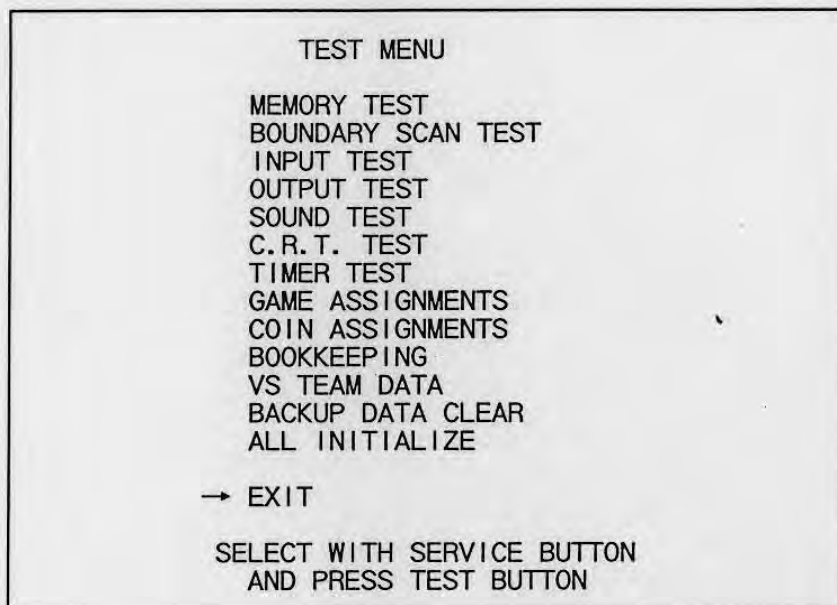 TEST MENU
MEMORY TEST
BOUNDARY SCAN TEST
INPUT TEST
OUTPUT TEST
SOUND TEST
C.R.T. TEST
TIMER TEST
GAME ASSIGNMENTS
COIN ASSIGNMENTS
BOOKKEEPING
VS TEAM DATA
BACKUP DATA CLEAR
ALL INITIALIZE
→ EXIT
SELECT WITH SERVICE BUTTON
AND PRESS TEST BUTTON